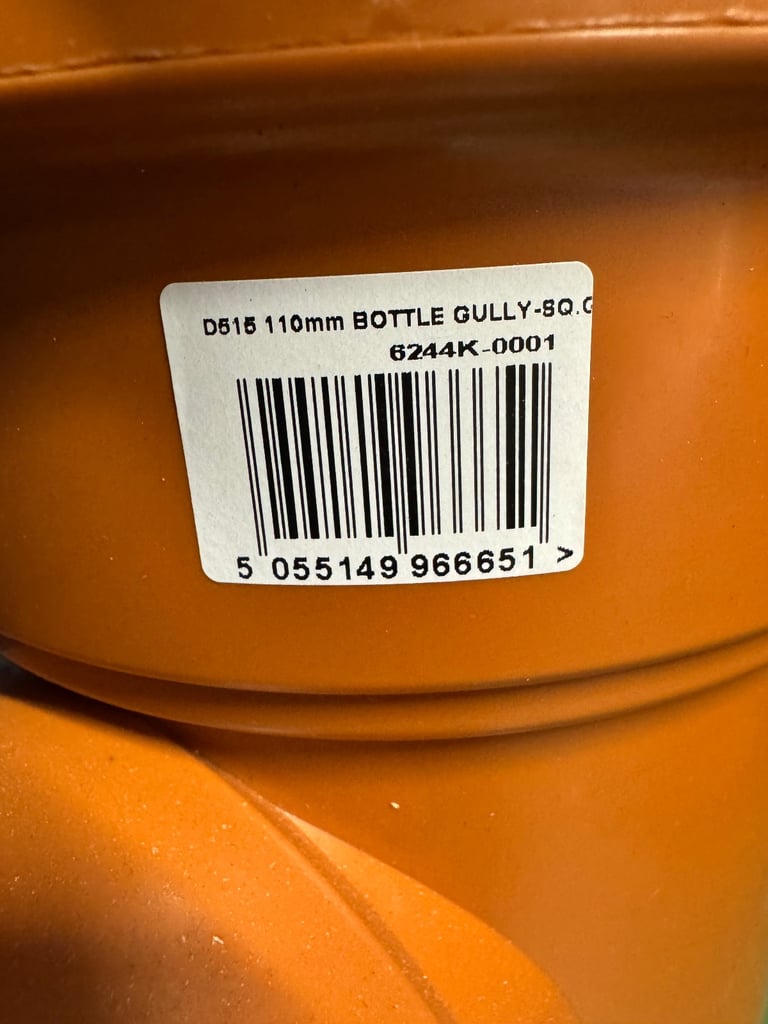 D515 110mm BOTTLE GULLY-SQ.G
6244K-0001
5 055149 966651 >